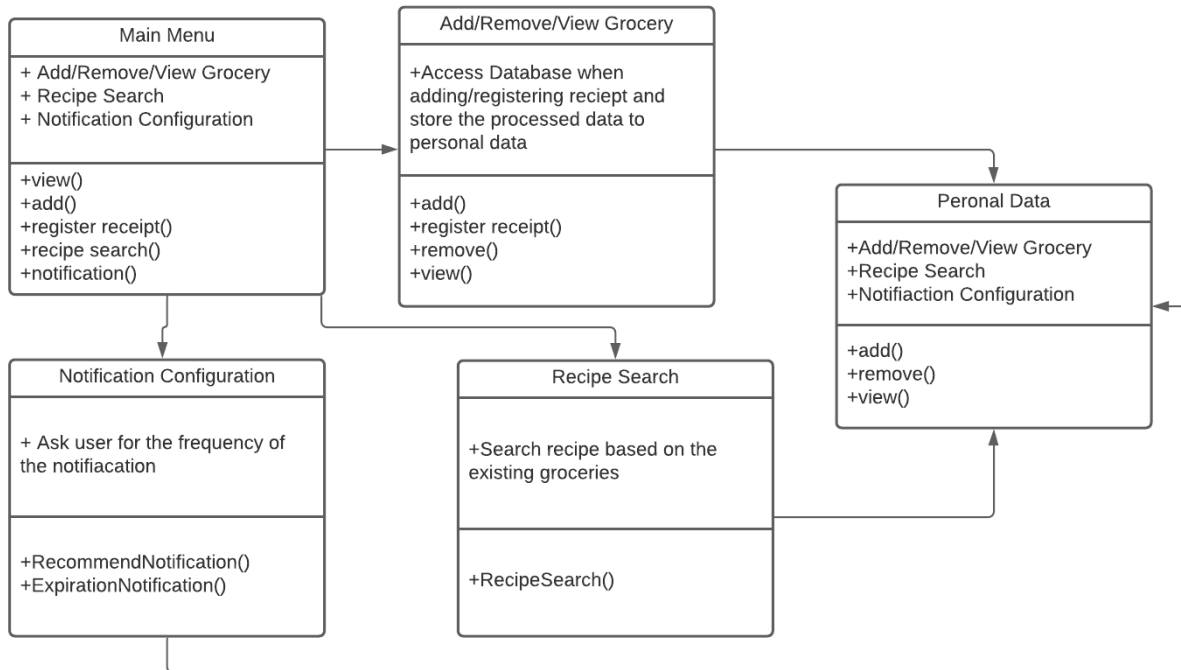 Main Menu
+ Add/Remove/View Grocery
+ Recipe Search
+ Notification Configuration
+view()
+add()
+register receipt()
+recipe search()
+notification()
Add/Remove/View Grocery
+Access Database when
adding/registering reciept and
store the processed data to
personal data
+add()
+register receipt()
+remove()
+view()
Peronal Data
+Add/Remove/View Grocery
+Recipe Search
+Notifiaction Configuration
+add()
+remove()
+view()
Notification Configuration
+ Ask user for the frequency of
the notifiacation
+RecommendNotification()
+ExpirationNotification()
Recipe Search
+Search recipe based on the
existing groceries
+RecipeSearch()